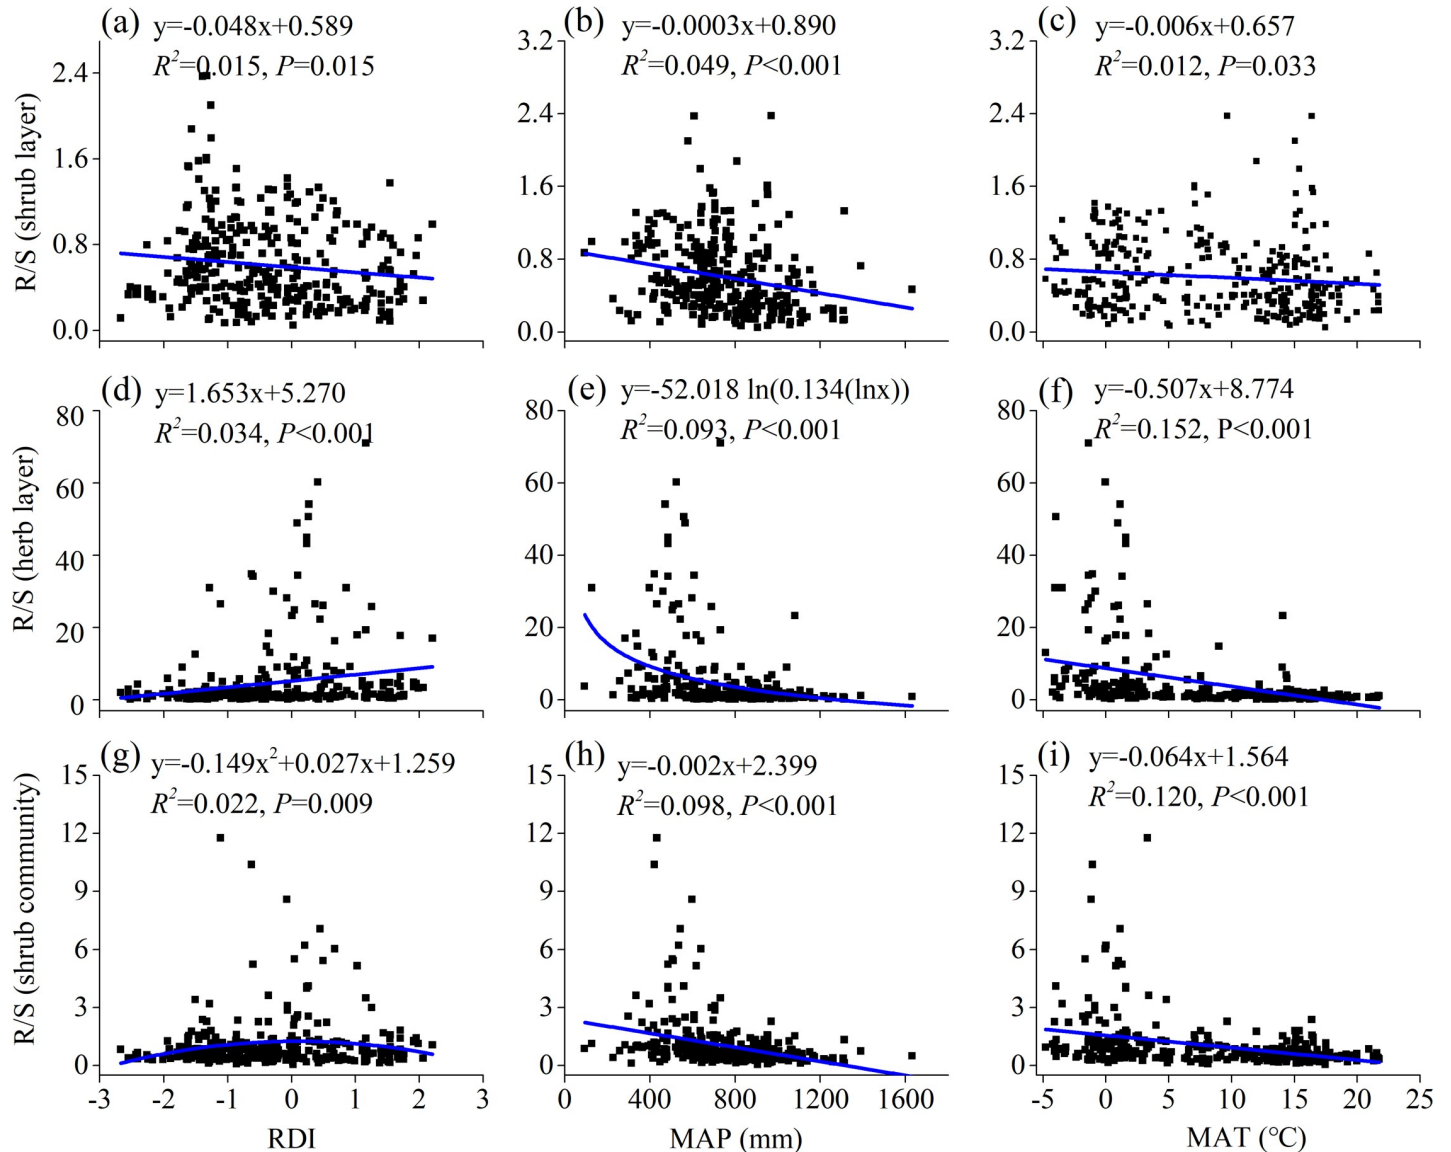 (a) y=-0.048x+0.589
R²=0.015, P=0.015
(b) y=-0.0003x+0.890
R²=0.049, P<0.001
(c) y=-0.006x+0.657
R²=0.012, P=0.033
R/S (shrub layer)
2.4
1.6
0.8
0.0
3.2
2.4
1.6
0.8
0.0
3.2
2.4
1.6
0.8
0.0
(d) y=1.653x+5.270
R²=0.034, P<0.001
(e) y=-52.018 ln(0.134(lnx))
R²=0.093, P<0.001
(f) y=-0.507x+8.774
R²=0.152, P<0.001
R/S (herb layer)
80
60
40
20
0
80
60
40
20
0
80
60
40
20
0
(g) y=-0.149x²+0.027x+1.259
R²=0.022, P=0.009
(h) y=-0.002x+2.399
R²=0.098, P<0.001
(i) y=-0.064x+1.564
R²=0.120, P<0.001
R/S (shrub community)
15
12
9
6
3
0
15
12
9
6
3
0
15
12
9
6
3
0
-3 -2 -1 0 1 2 3
0 400 800 1200 1600
-5 0 5 10 15 20 25
RDI
MAP (mm)
MAT (℃)